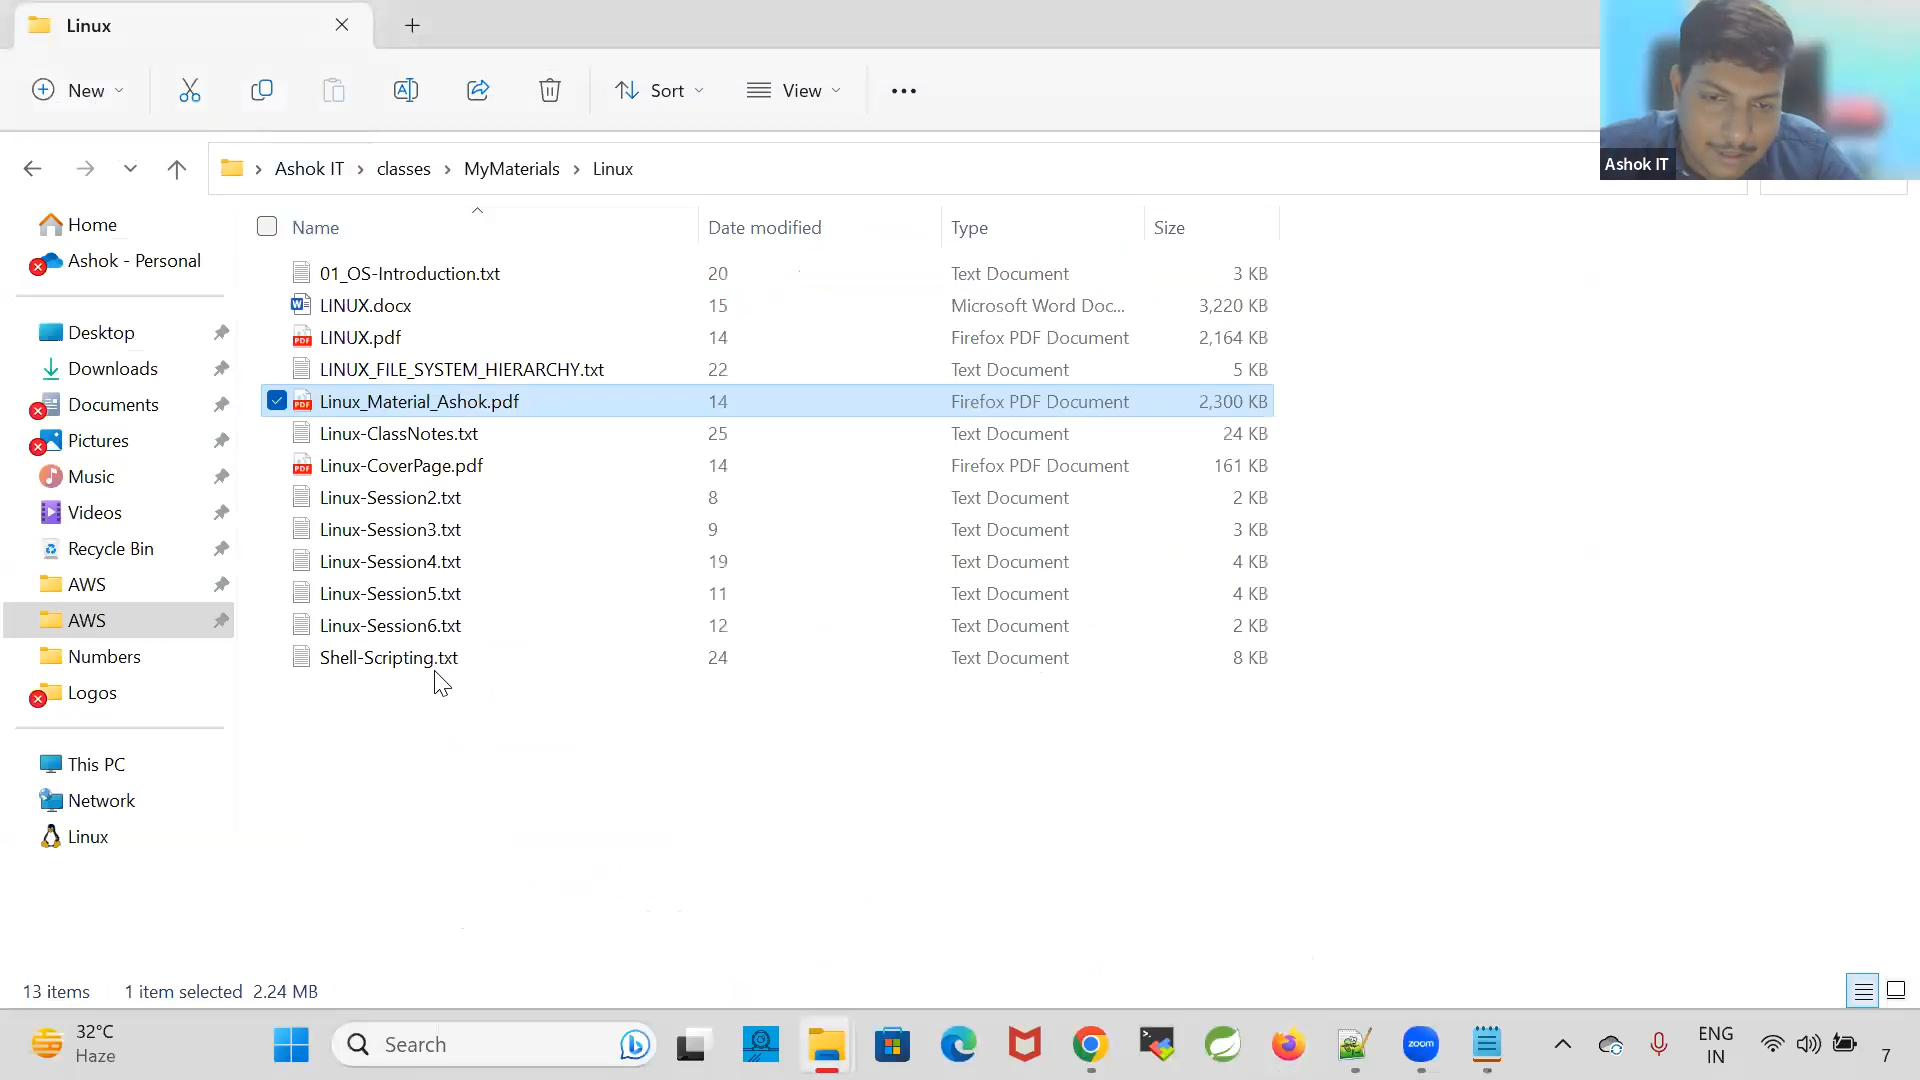 Linux
New
Sort
View
Ashok IT > classes > MyMaterials > Linux
Ashok IT
Home
Ashok - Personal
Desktop
Downloads
Documents
Pictures
Music
Videos
Recycle Bin
AWS
AWS
Numbers
Logos
This PC
Network
Linux
Name Date modified Type Size
01_OS-Introduction.txt 20 Text Document 3 KB
LINUX.docx 15 Microsoft Word Doc... 3,220 KB
LINUX.pdf 14 Firefox PDF Document 2,164 KB
LINUX_FILE_SYSTEM_HIERARCHY.txt 22 Text Document 5 KB
Linux_Material_Ashok.pdf 14 Firefox PDF Document 2,300 KB
Linux-ClassNotes.txt 25 Text Document 24 KB
Linux-CoverPage.pdf 14 Firefox PDF Document 161 KB
Linux-Session2.txt 8 Text Document 2 KB
Linux-Session3.txt 9 Text Document 3 KB
Linux-Session4.txt 19 Text Document 4 KB
Linux-Session5.txt 11 Text Document 4 KB
Linux-Session6.txt 12 Text Document 2 KB
Shell-Scripting.txt 24 Text Document 8 KB
13 items 1 item selected 2.24 MB
32°C
Haze
Search
zoom
ENG
IN
7